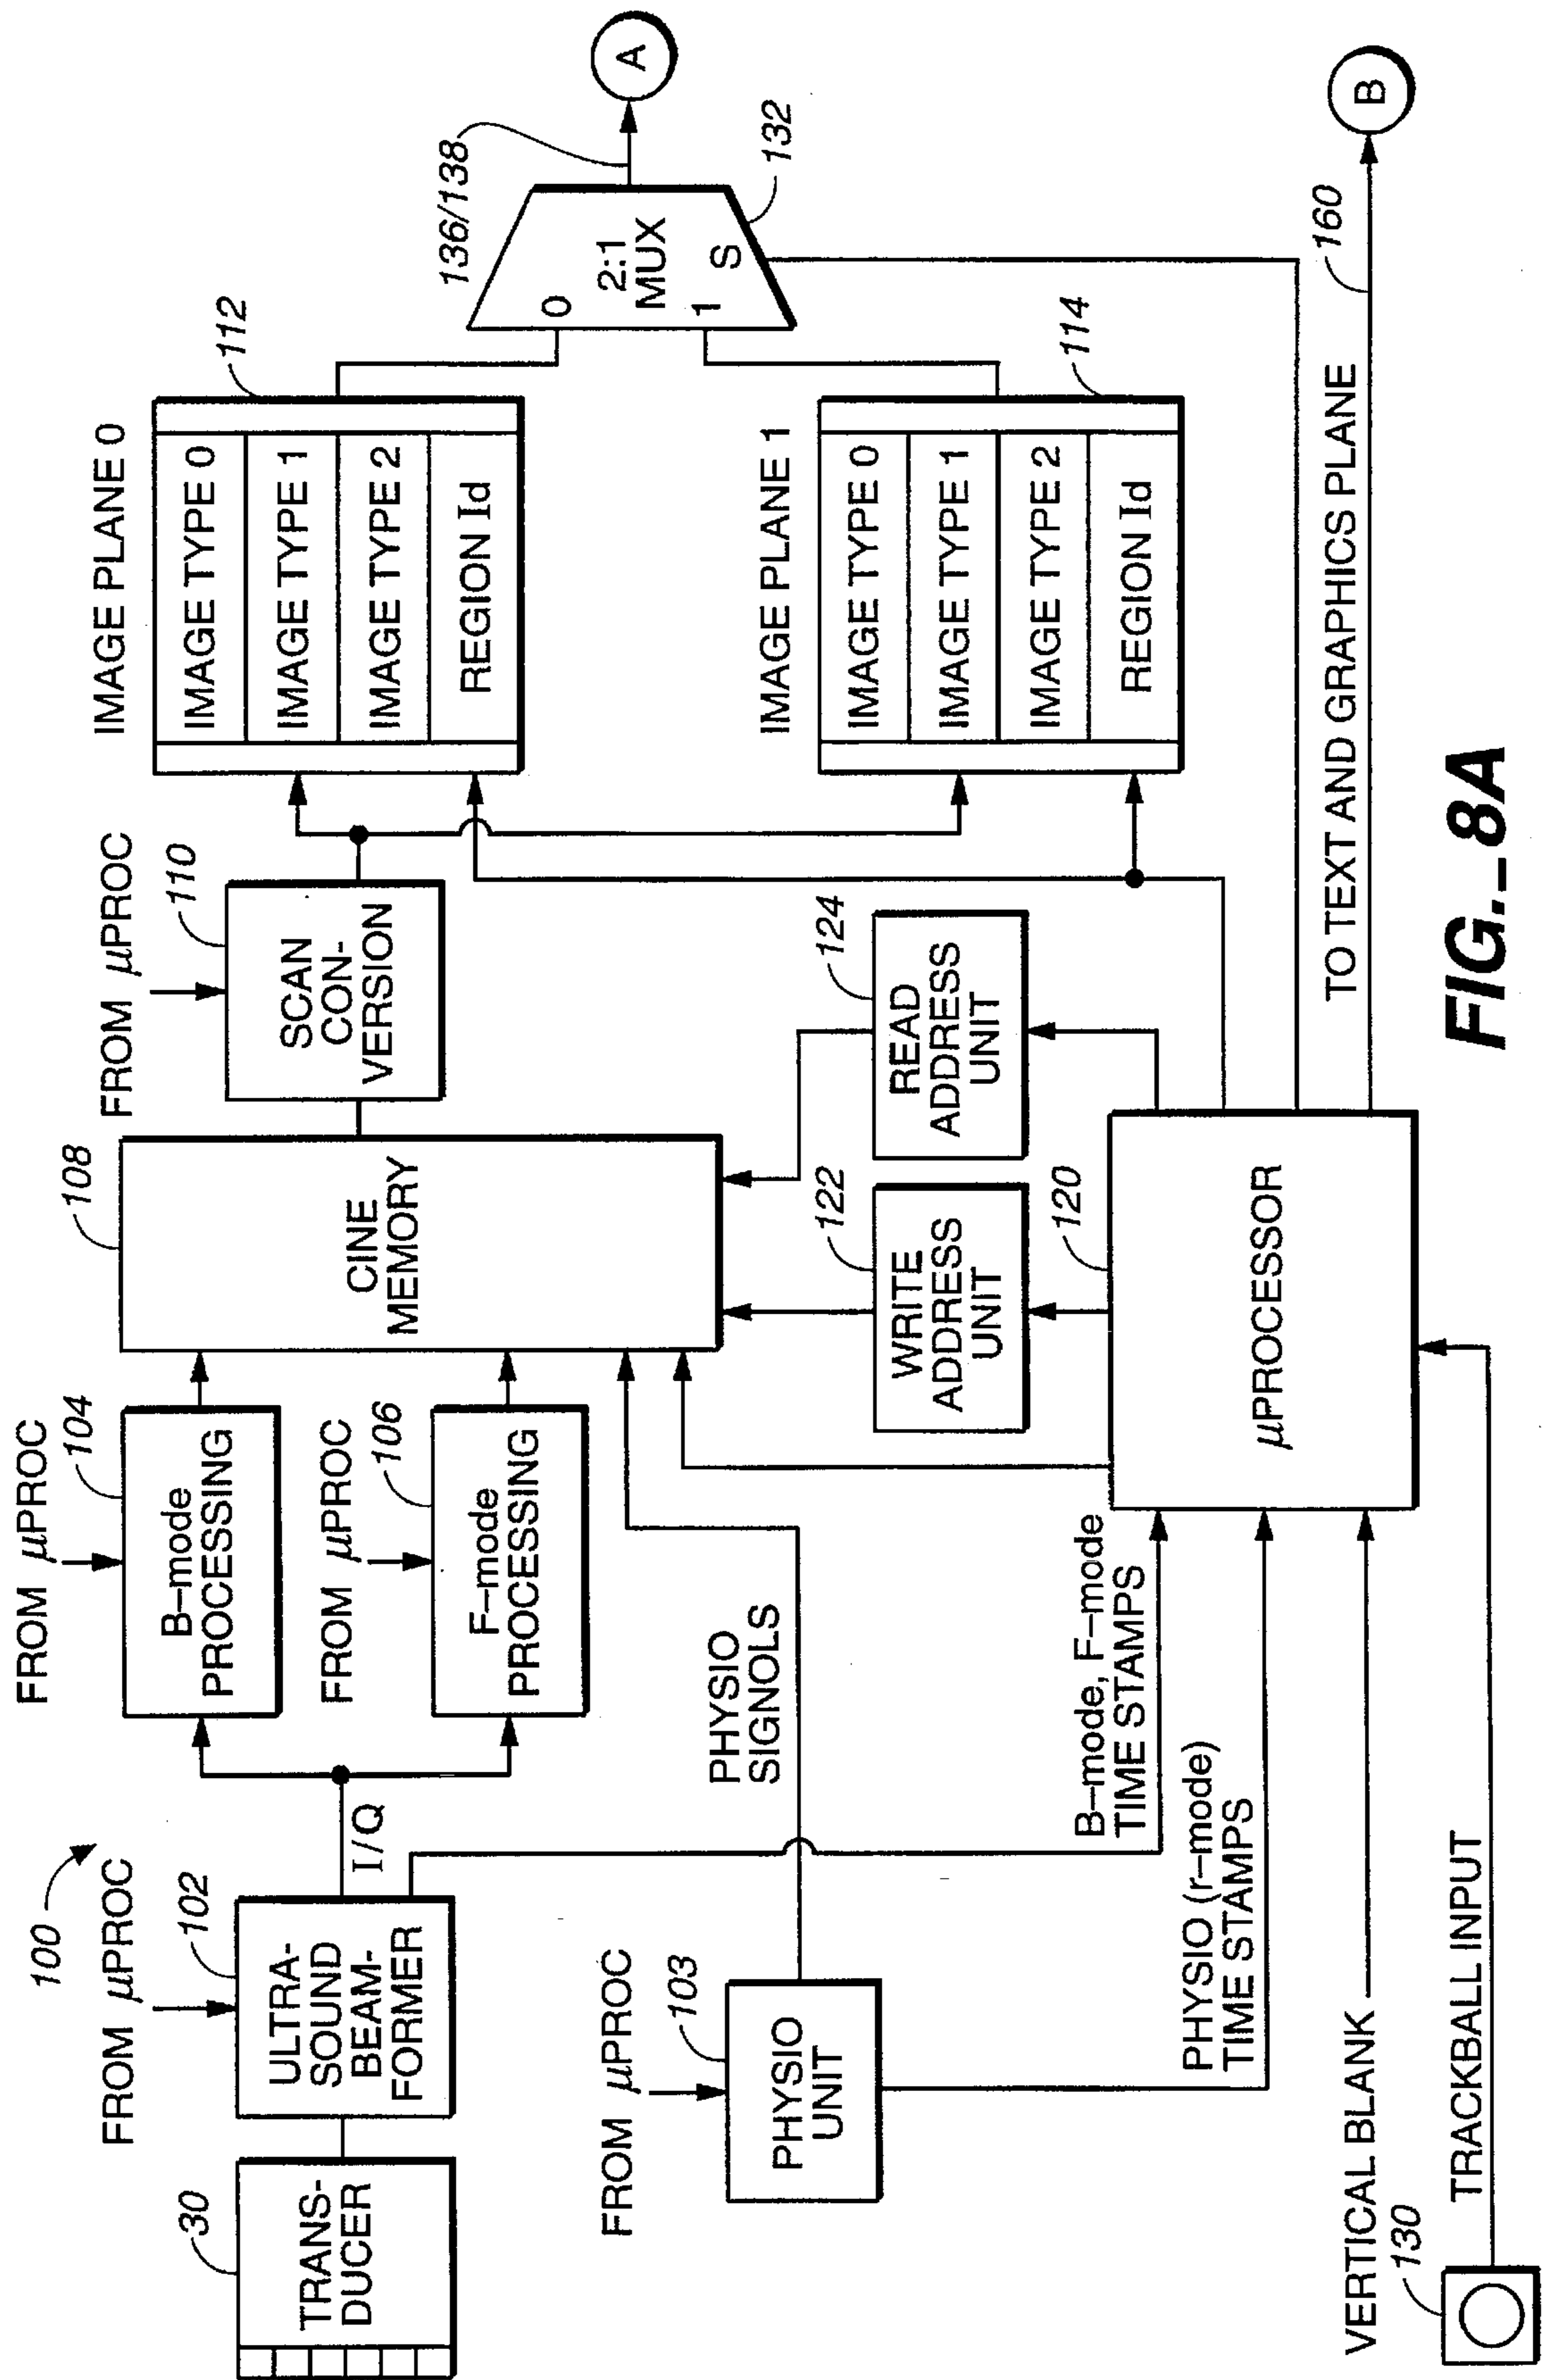 100
FROM µPROC
102
30
TRANS-
DUCER
ULTRA-
SOUND
BEAM-
FORMER
I/Q
FROM µPROC
104
B–mode
PROCESSING
FROM µPROC
106
F–mode
PROCESSING
108
CINE
MEMORY
FROM µPROC
110
SCAN
CON-
VERSION
IMAGE PLANE 0
112
IMAGE TYPE 0
IMAGE TYPE 1
IMAGE TYPE 2
REGION Id
136/138
0
2:1
MUX
1
S
132
A
IMAGE PLANE 1
114
IMAGE TYPE 0
IMAGE TYPE 1
IMAGE TYPE 2
REGION Id
FROM µPROC
103
PHYSIO
UNIT
PHYSIO
SIGNOLS
122
WRITE
ADDRESS
UNIT
124
READ
ADDRESS
UNIT
B–mode, F–mode
TIME STAMPS
PHYSIO (r–mode)
TIME STAMPS
120
µPROCESSOR
VERTICAL BLANK
130
TRACKBALL INPUT
TO TEXT AND GRAPHICS PLANE
160
B
FIG._8A